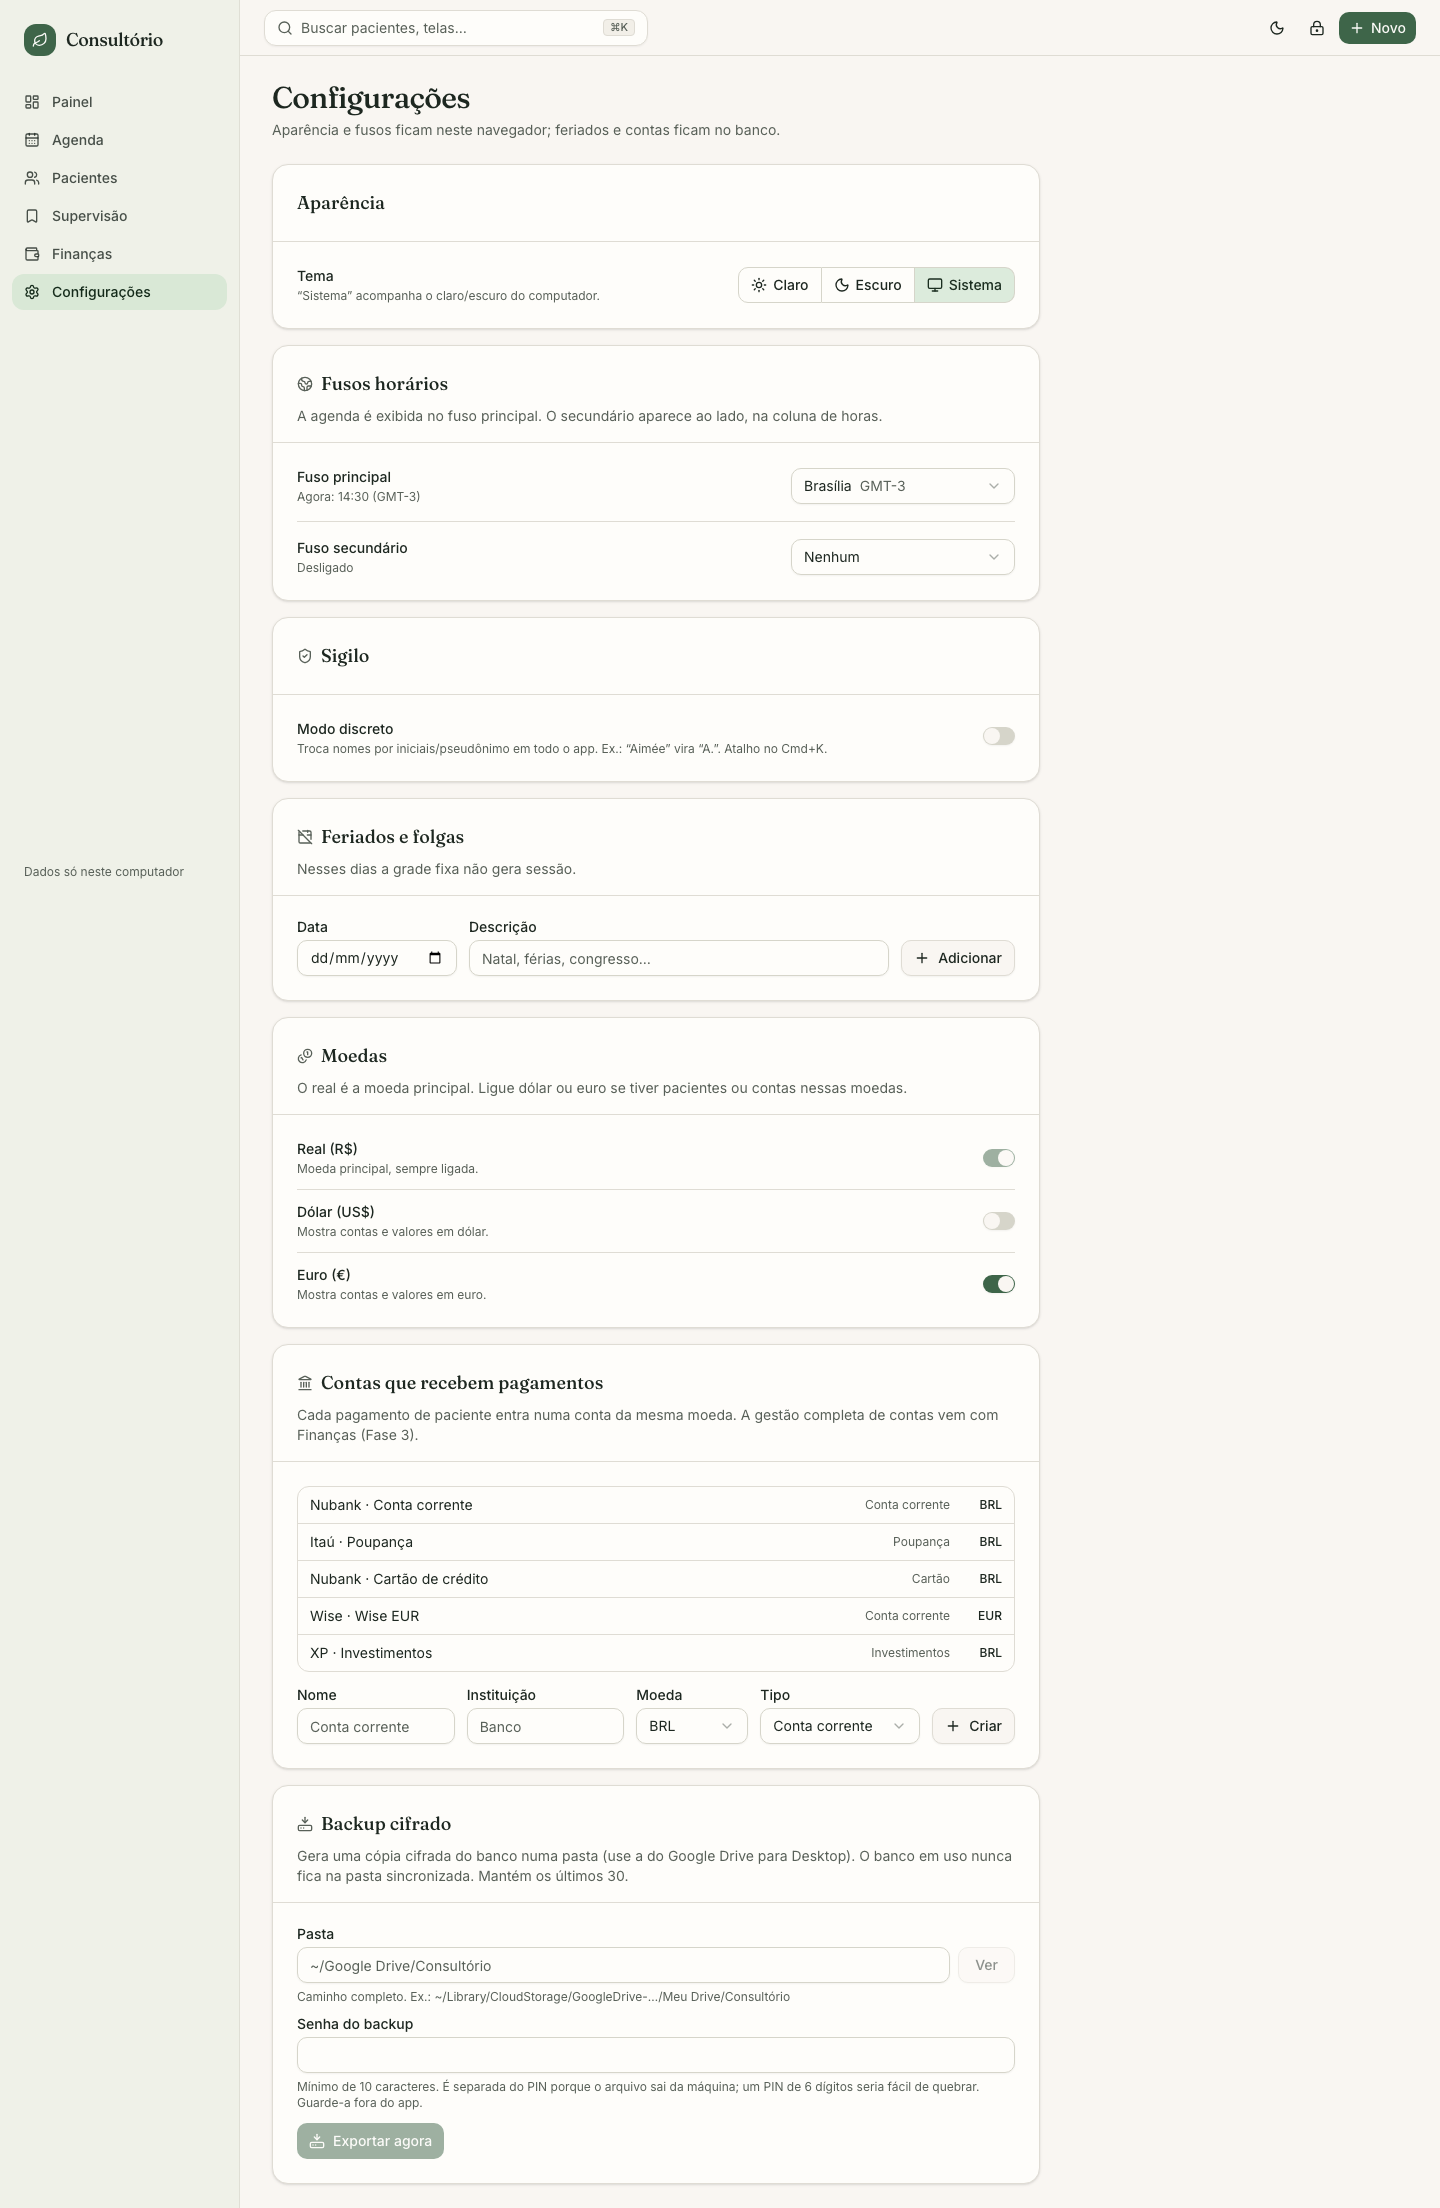 Consultório
Buscar pacientes, telas...
⌘K
Novo
Painel
Agenda
Pacientes
Supervisão
Finanças
Configurações
Dados só neste computador
Configurações
Aparência e fusos ficam neste navegador; feriados e contas ficam no banco.
Aparência
Tema
“Sistema” acompanha o claro/escuro do computador.
Claro
Escuro
Sistema
Fusos horários
A agenda é exibida no fuso principal. O secundário aparece ao lado, na coluna de horas.
Fuso principal
Agora: 14:30 (GMT-3)
Brasília GMT-3
Fuso secundário
Desligado
Nenhum
Sigilo
Modo discreto
Troca nomes por iniciais/pseudônimo em todo o app. Ex.: “Aimée” vira “A.”. Atalho no Cmd+K.
Feriados e folgas
Nesses dias a grade fixa não gera sessão.
Data
Descrição
dd/mm/yyyy
Natal, férias, congresso...
Adicionar
Moedas
O real é a moeda principal. Ligue dólar ou euro se tiver pacientes ou contas nessas moedas.
Real (R$)
Moeda principal, sempre ligada.
Dólar (US$)
Mostra contas e valores em dólar.
Euro (€)
Mostra contas e valores em euro.
Contas que recebem pagamentos
Cada pagamento de paciente entra numa conta da mesma moeda. A gestão completa de contas vem com
Finanças (Fase 3).
Nubank · Conta corrente Conta corrente BRL
Itaú · Poupança Poupança BRL
Nubank · Cartão de crédito Cartão BRL
Wise · Wise EUR Conta corrente EUR
XP · Investimentos Investimentos BRL
Nome
Instituição
Moeda
Tipo
Conta corrente
Banco
BRL
Conta corrente
Criar
Backup cifrado
Gera uma cópia cifrada do banco numa pasta (use a do Google Drive para Desktop). O banco em uso nunca
fica na pasta sincronizada. Mantém os últimos 30.
Pasta
~/Google Drive/Consultório
Ver
Caminho completo. Ex.: ~/Library/CloudStorage/GoogleDrive-.../Meu Drive/Consultório
Senha do backup
Mínimo de 10 caracteres. É separada do PIN porque o arquivo sai da máquina; um PIN de 6 dígitos seria fácil de quebrar.
Guarde-a fora do app.
Exportar agora